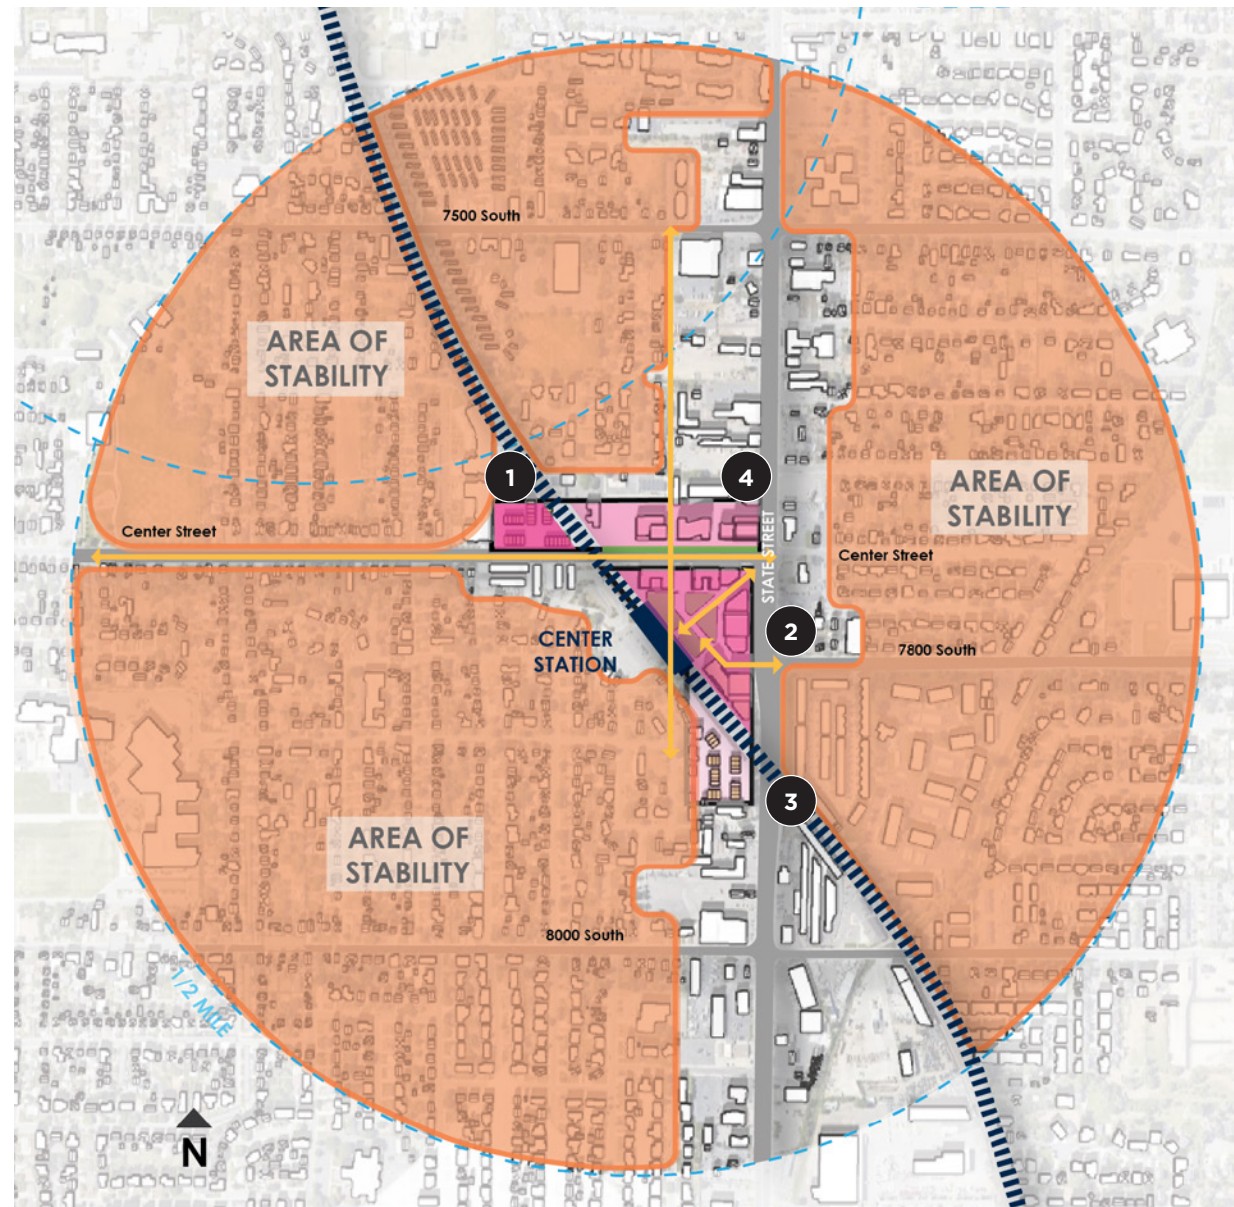 7500 South
AREA OF
STABILITY
1
4
AREA OF
STABILITY
Center Street
STATE STREET
Center Street
CENTER
STATION
2
7800 South
3
AREA OF
STABILITY
8000 South
1/2 MILE
N